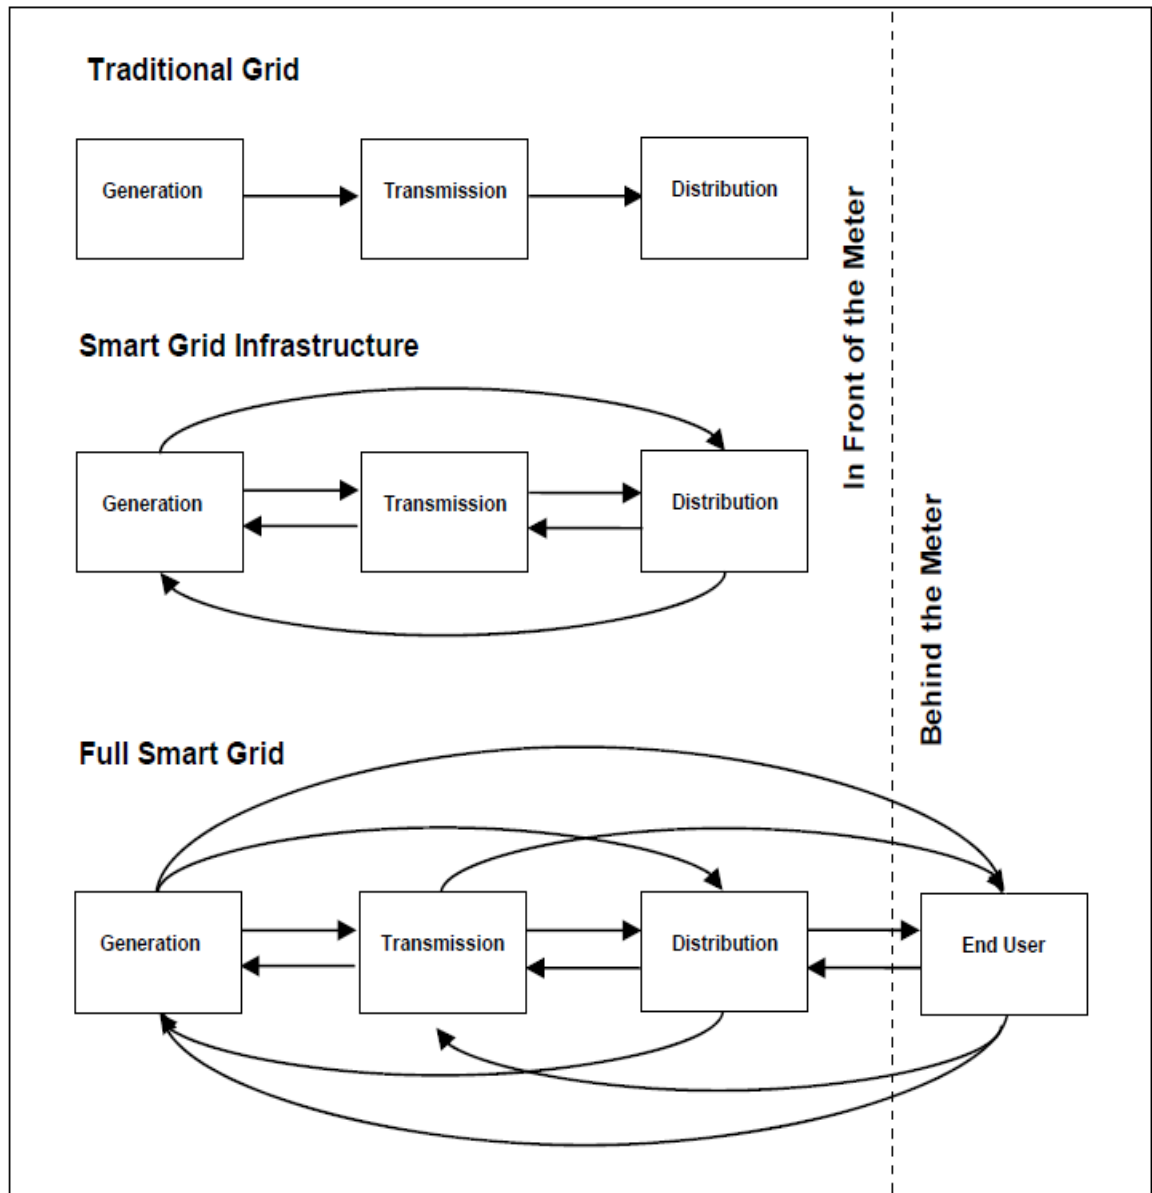 Traditional Grid
Generation
Transmission
Distribution
In Front of the Meter
Smart Grid Infrastructure
Generation
Transmission
Distribution
Behind the Meter
Full Smart Grid
Generation
Transmission
Distribution
End User